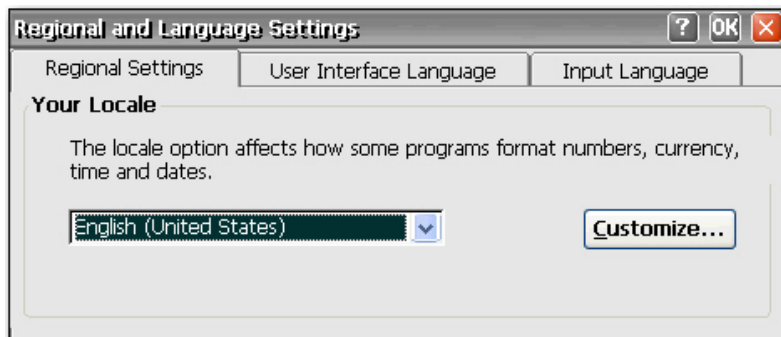 Regional and Language Settings ? OK ×
Regional Settings User Interface Language Input Language
Your Locale
The locale option affects how some programs format numbers, currency,
time and dates.
English (United States) Customize...